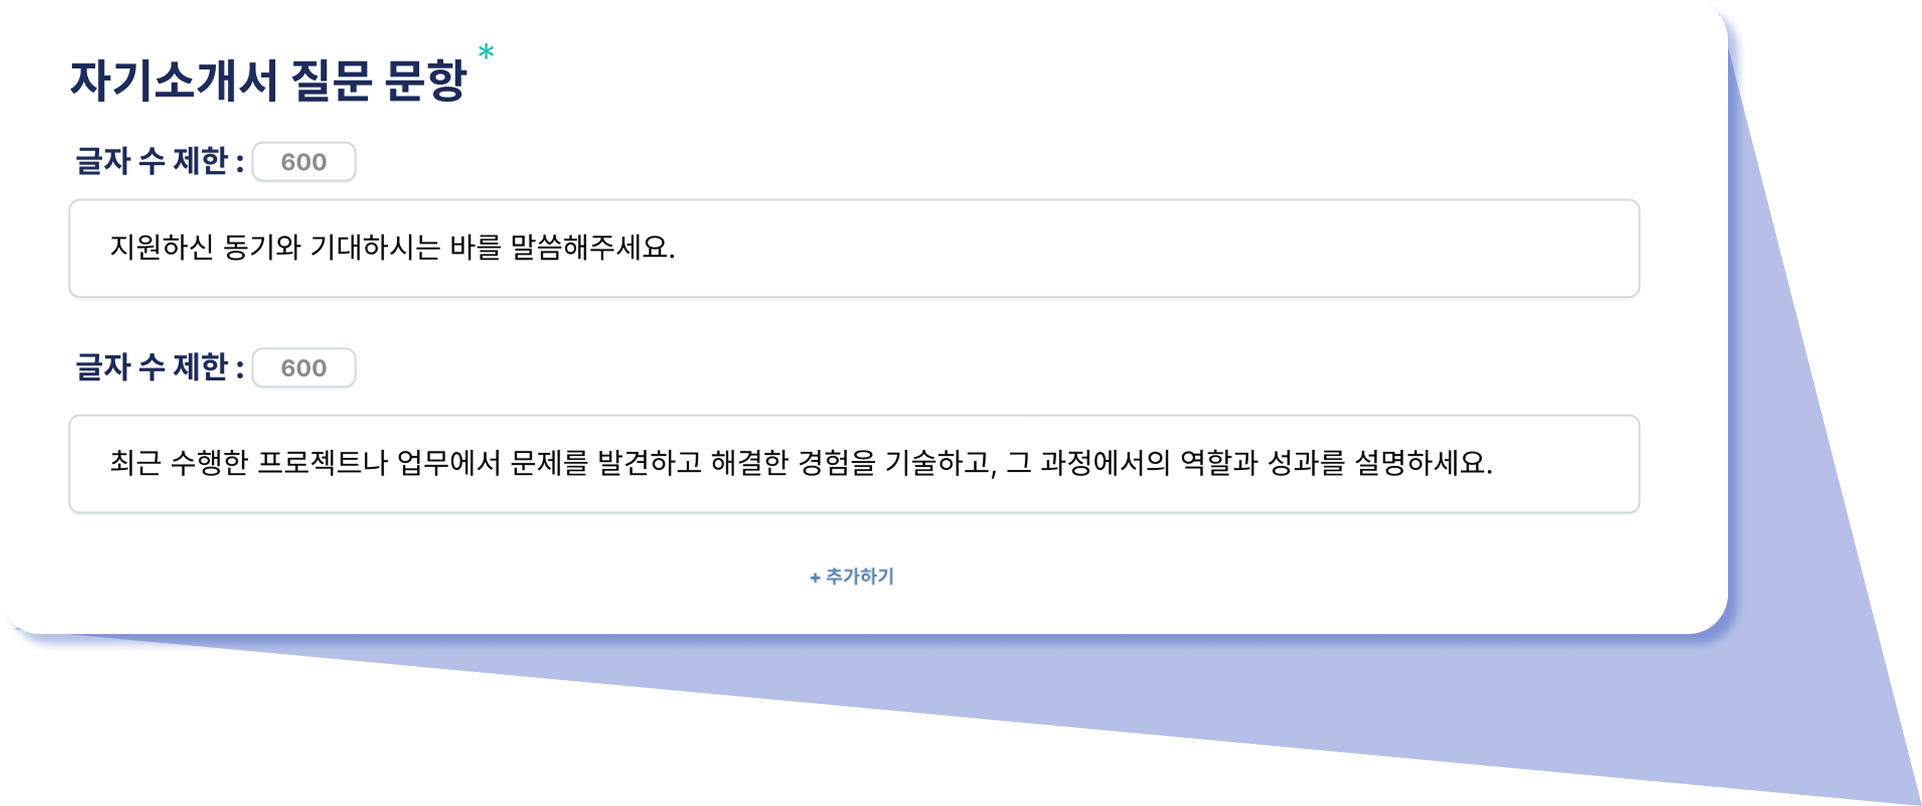 자기소개서 질문 문항 *
글자 수 제한 : 600
지원하신 동기와 기대하시는 바를 말씀해주세요.
글자 수 제한 : 600
최근 수행한 프로젝트나 업무에서 문제를 발견하고 해결한 경험을 기술하고, 그 과정에서의 역할과 성과를 설명하세요.
+ 추가하기